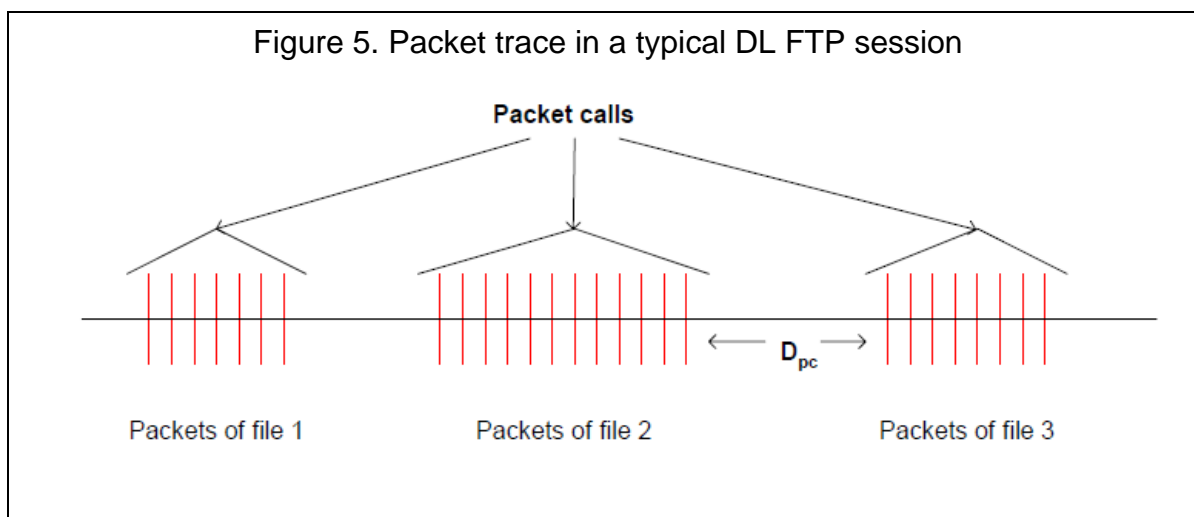 Figure 5. Packet trace in a typical DL FTP session
Packet calls
Dpc
Packets of file 1
Packets of file 2
Packets of file 3